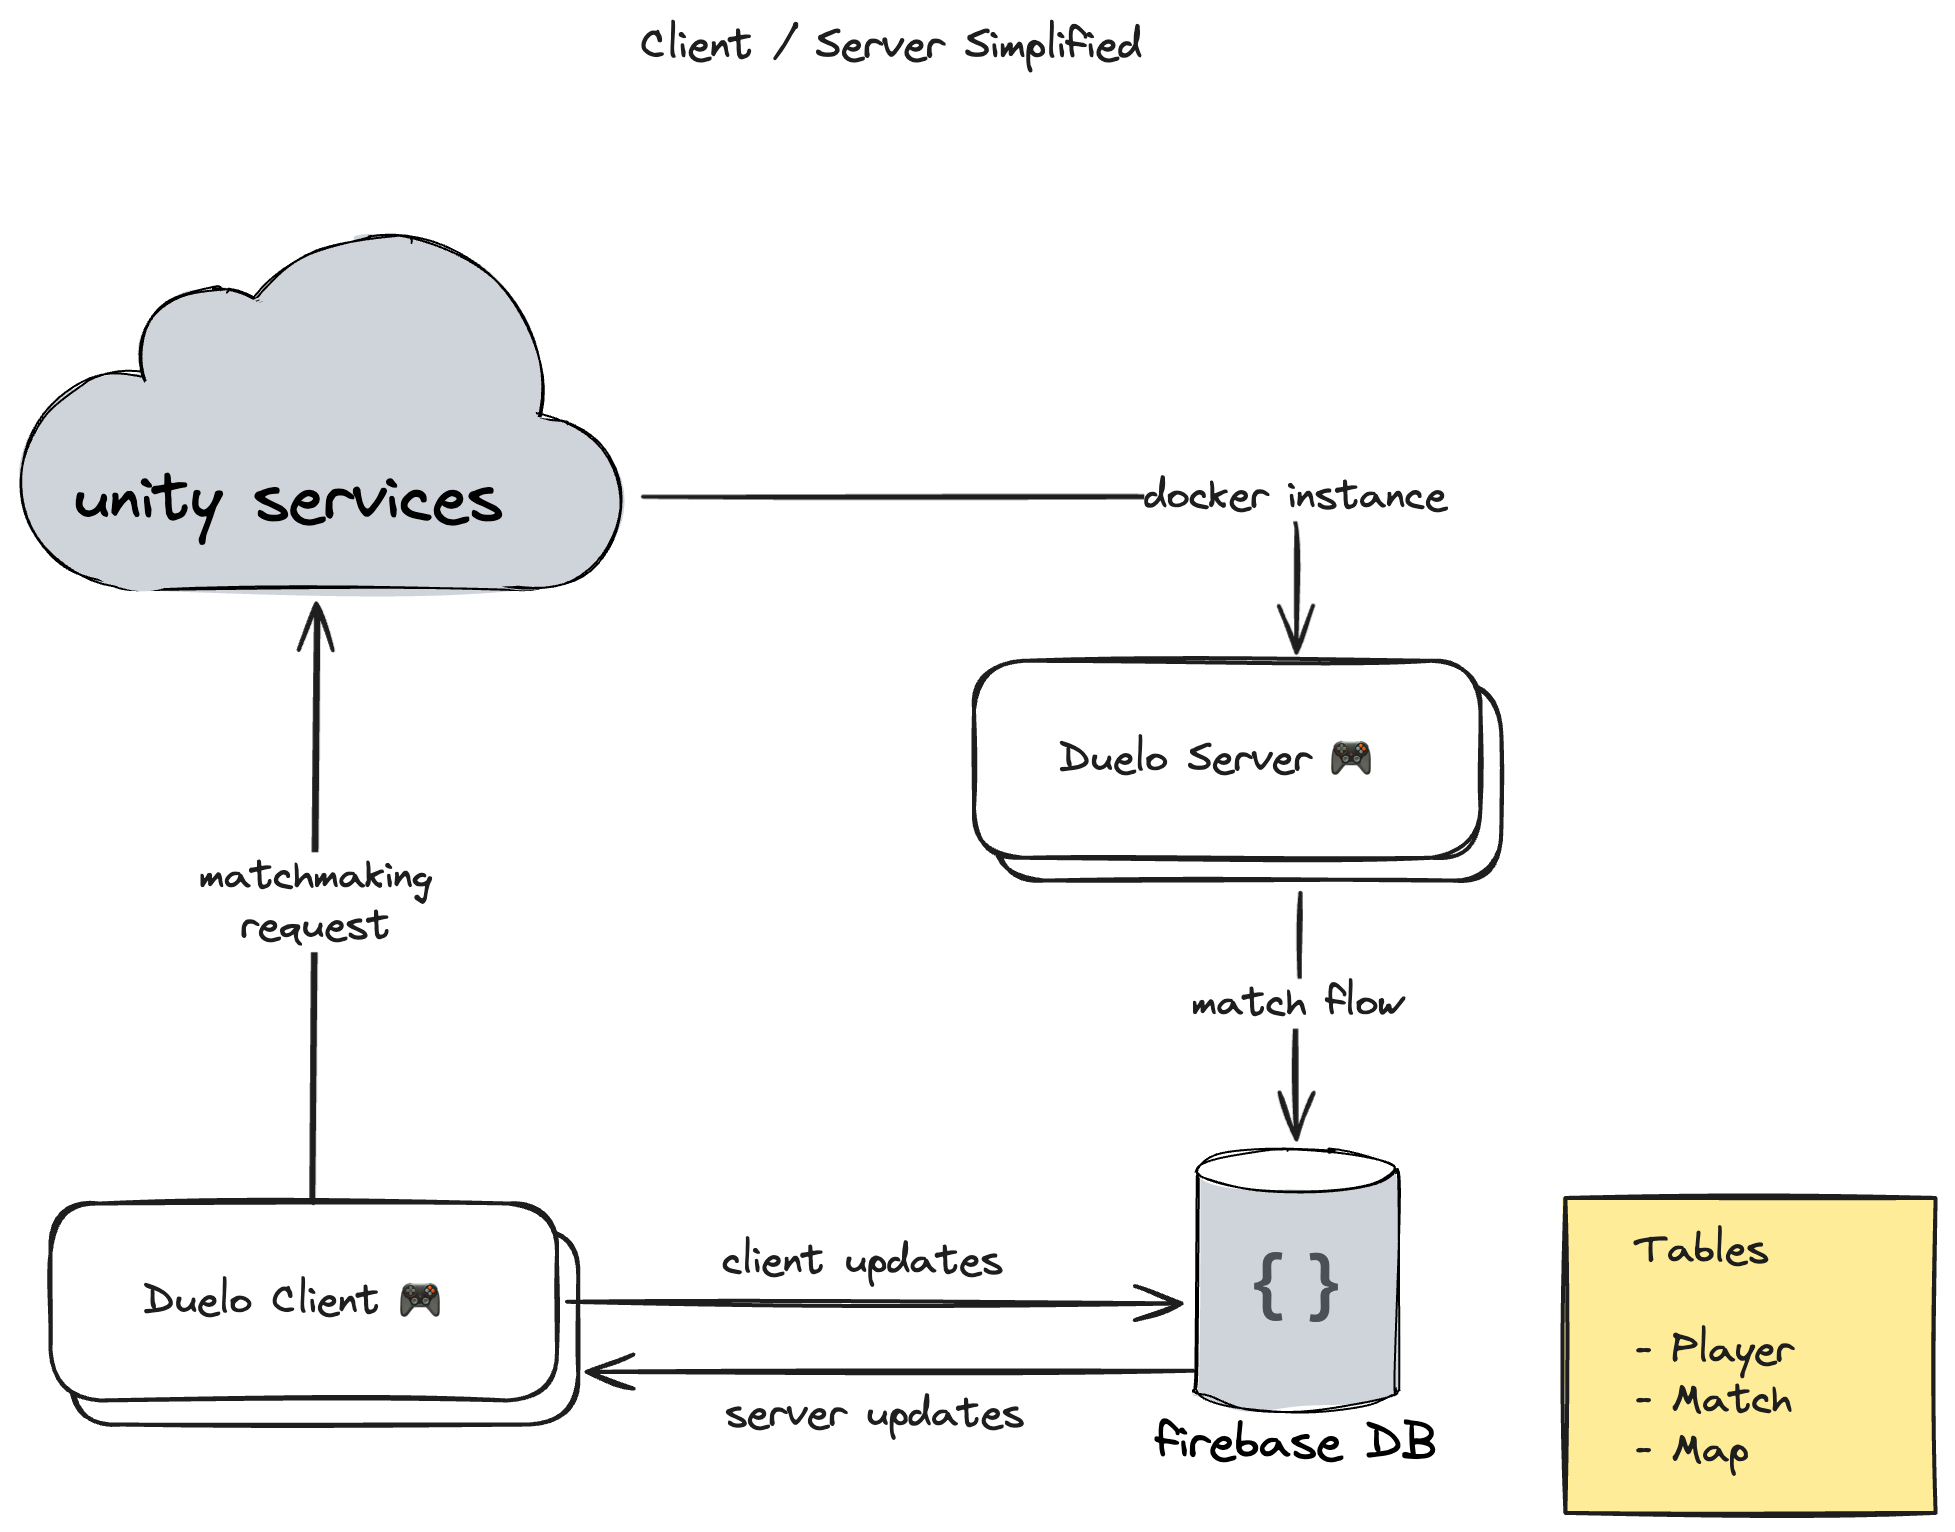 Client / Server Simplified
unity services
docker instance
Duelo Server 🎮
matchmaking
request
match flow
Duelo Client 🎮
client updates
server updates
{ }
firebase DB
Tables
- Player
- Match
- Map